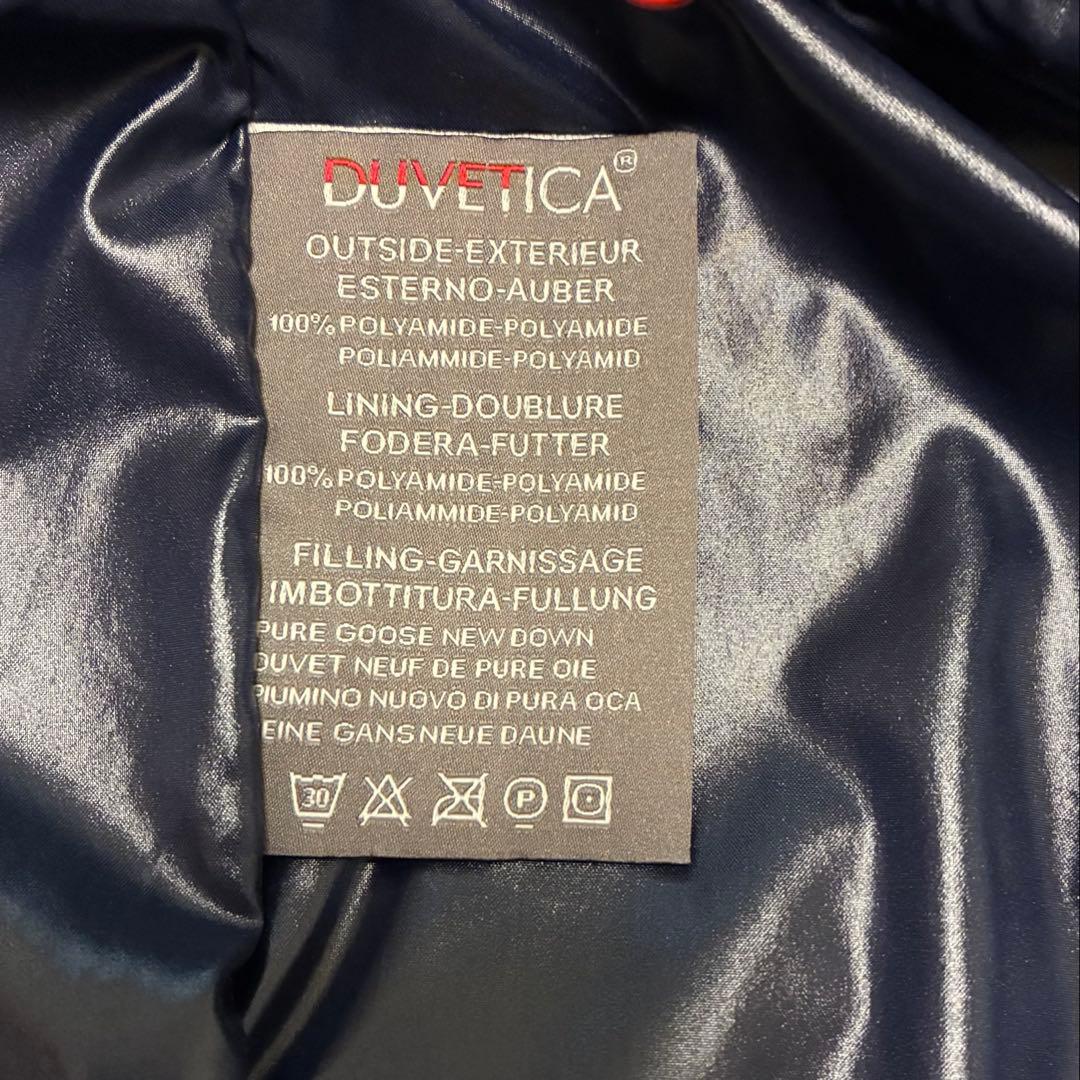 DUVETICA®
OUTSIDE-EXTERIEUR
ESTERNO-AUBER
100% POLYAMIDE-POLYAMIDE
POLIAMMIDE-POLYAMID
LINING-DOUBLURE
FODERA-FUTTER
100% POLYAMIDE-POLYAMIDE
POLIAMMIDE-POLYAMID
FILLING-GARNISSAGE
IMBOTTITURA-FULLUNG
PURE GOOSE NEW DOWN
DUVET NEUF DE PURE OIE
PIUMINO NUOVO DI PURA OCA
EINE GANS NEUE DAUNE
30 P